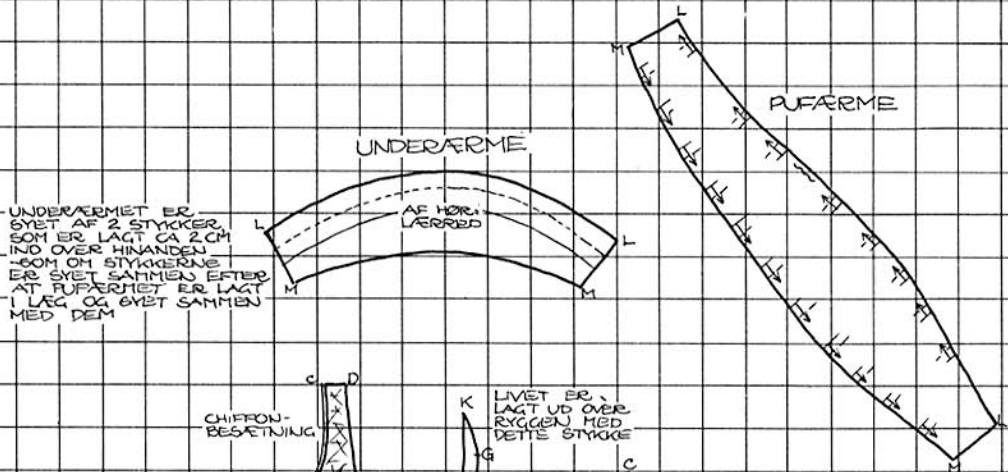 L
M
PUFÆRME
UNDERÆRME
UNDERÆRMET ER
SYET AF 2 STYKKER
SOM ER LAGT CA 2CM
IND OVER HINANDEN
-SOM OM STYKKERNE
ER SYET SAMMEN EFTER
AT PUFÆRMET ER LAGT
I LÆG OG SYET SAMMEN
MED DEM
L
AF HØR-
LÆRRED
L
M
M
L
M
C D
CHIFFON-
BESÆTNING
K
G
LIVET ER
LAGT UD OVER
RYGGEN MED
DETTE STYKKE
C